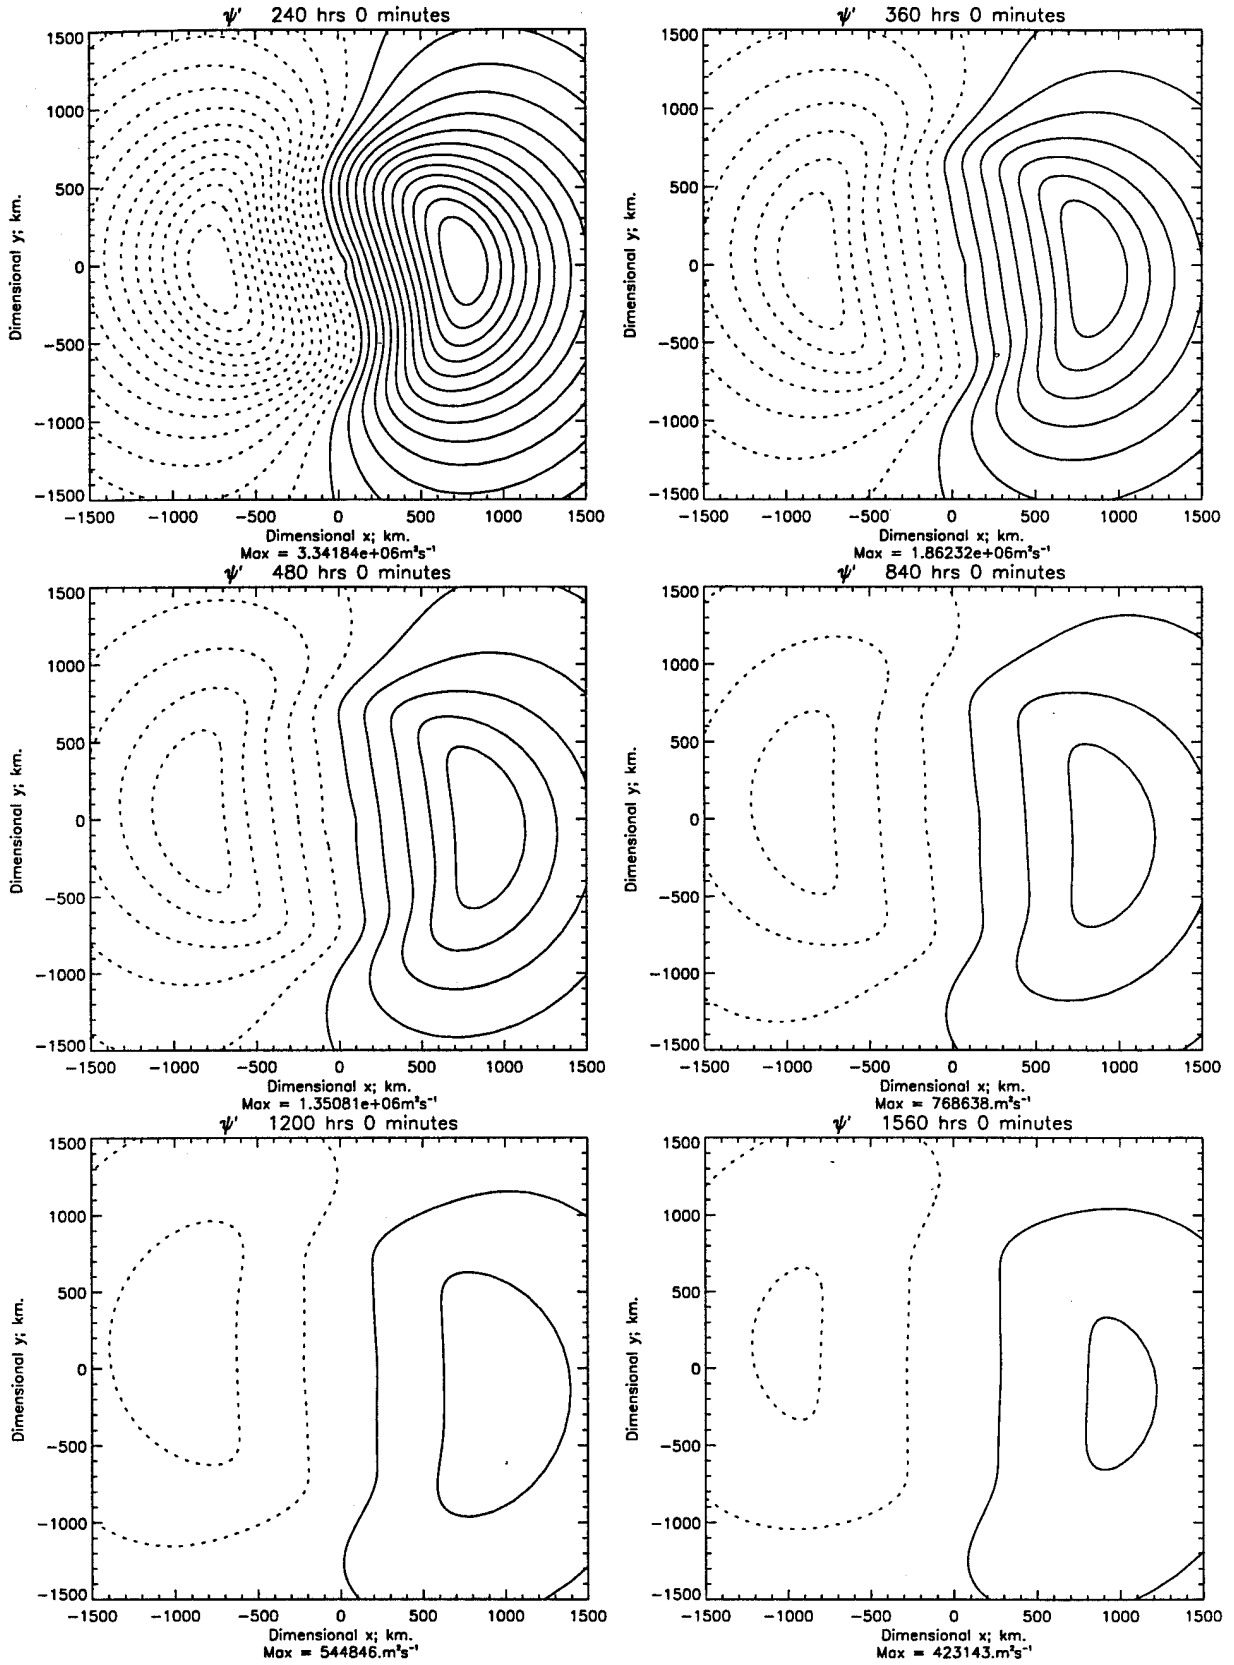 ψ' 240 hrs 0 minutes
1500
1000
500
0
−500
−1000
−1500
Dimensional y; km.
−1500 −1000 −500 0 500 1000 1500
Dimensional x; km.
Max = 3.34184e+06m²s⁻¹
ψ' 360 hrs 0 minutes
1500
1000
500
0
−500
−1000
−1500
Dimensional y; km.
−1500 −1000 −500 0 500 1000 1500
Dimensional x; km.
Max = 1.86232e+06m²s⁻¹
ψ' 480 hrs 0 minutes
1500
1000
500
0
−500
−1000
−1500
Dimensional y; km.
−1500 −1000 −500 0 500 1000 1500
Dimensional x; km.
Max = 1.35081e+06m²s⁻¹
ψ' 840 hrs 0 minutes
1500
1000
500
0
−500
−1000
−1500
Dimensional y; km.
−1500 −1000 −500 0 500 1000 1500
Dimensional x; km.
Max = 768638.m²s⁻¹
ψ' 1200 hrs 0 minutes
1500
1000
500
0
−500
−1000
−1500
Dimensional y; km.
−1500 −1000 −500 0 500 1000 1500
Dimensional x; km.
Max = 544846.m²s⁻¹
ψ' 1560 hrs 0 minutes
1500
1000
500
0
−500
−1000
−1500
Dimensional y; km.
−1500 −1000 −500 0 500 1000 1500
Dimensional x; km.
Max = 423143.m²s⁻¹